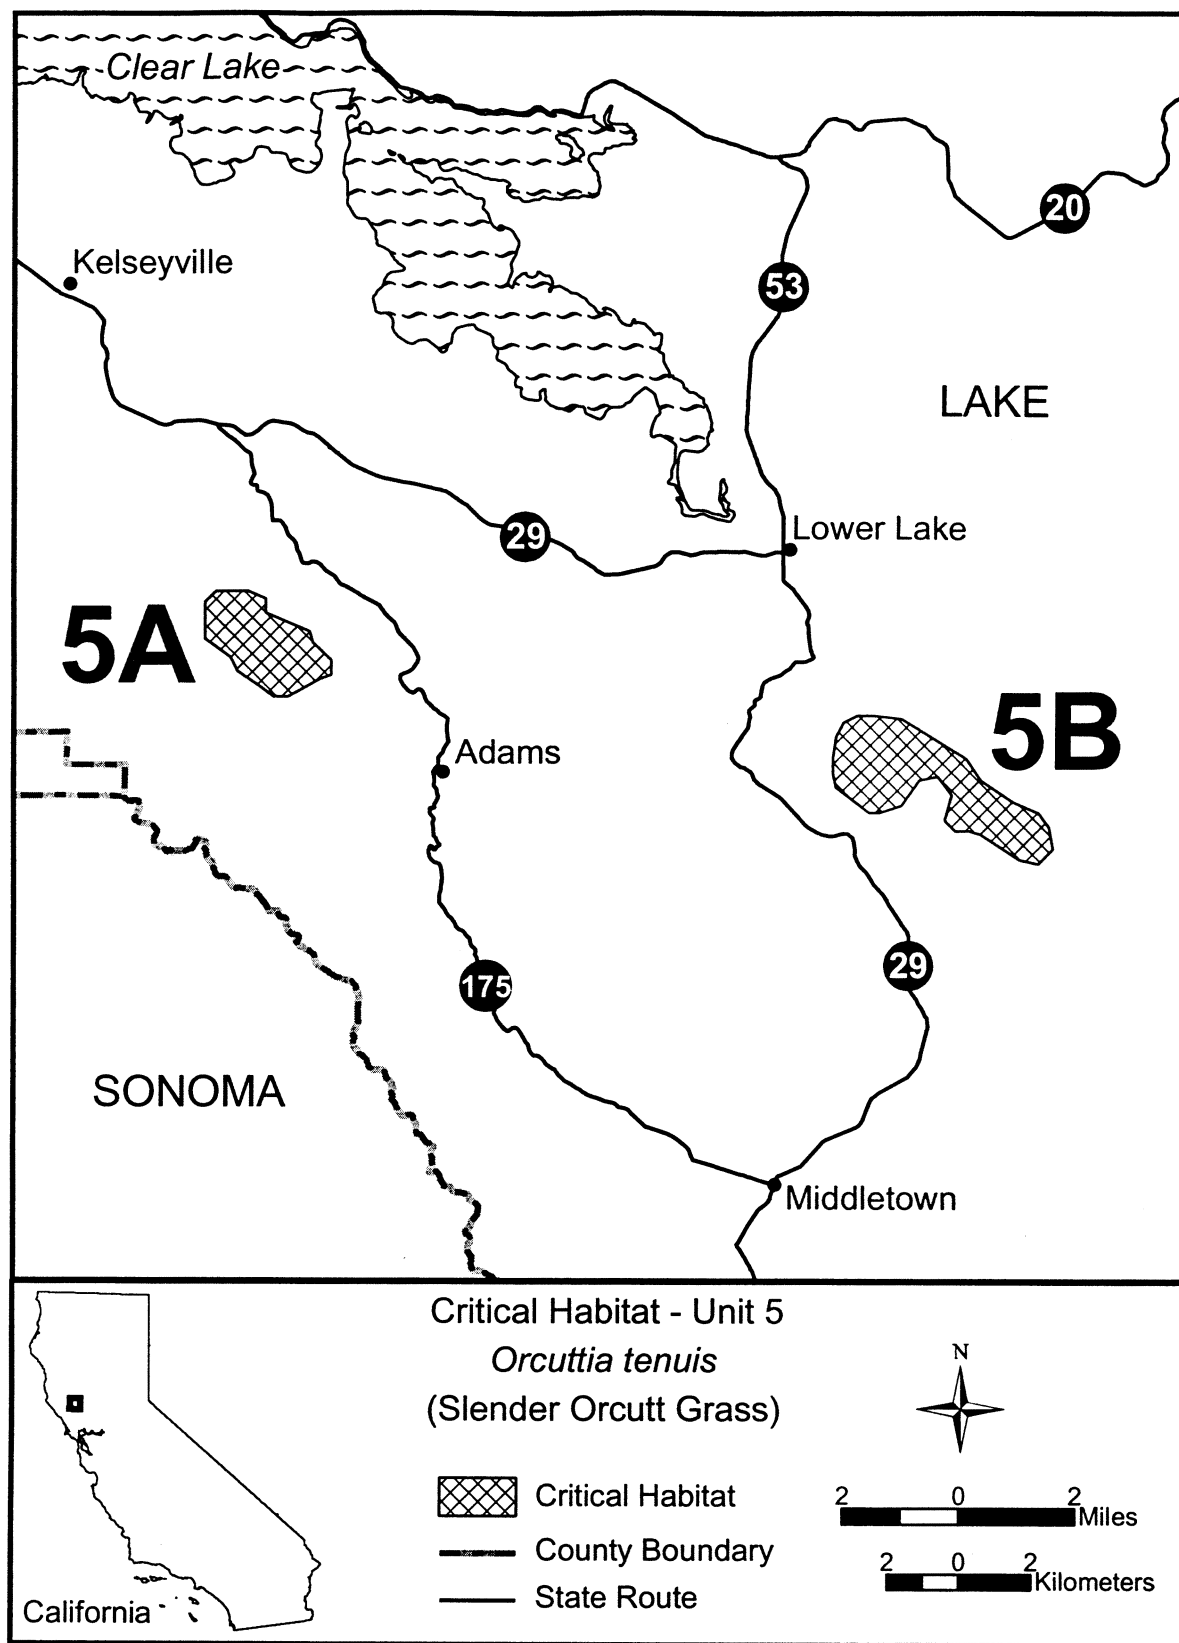 Clear Lake
20
Kelseyville
53
LAKE
29
Lower Lake
5A
5B
Adams
29
175
SONOMA
Middletown
Critical Habitat - Unit 5
Orcuttia tenuis
(Slender Orcutt Grass)
N
Critical Habitat
County Boundary
State Route
2 0 2
Miles
2 0 2
Kilometers
California